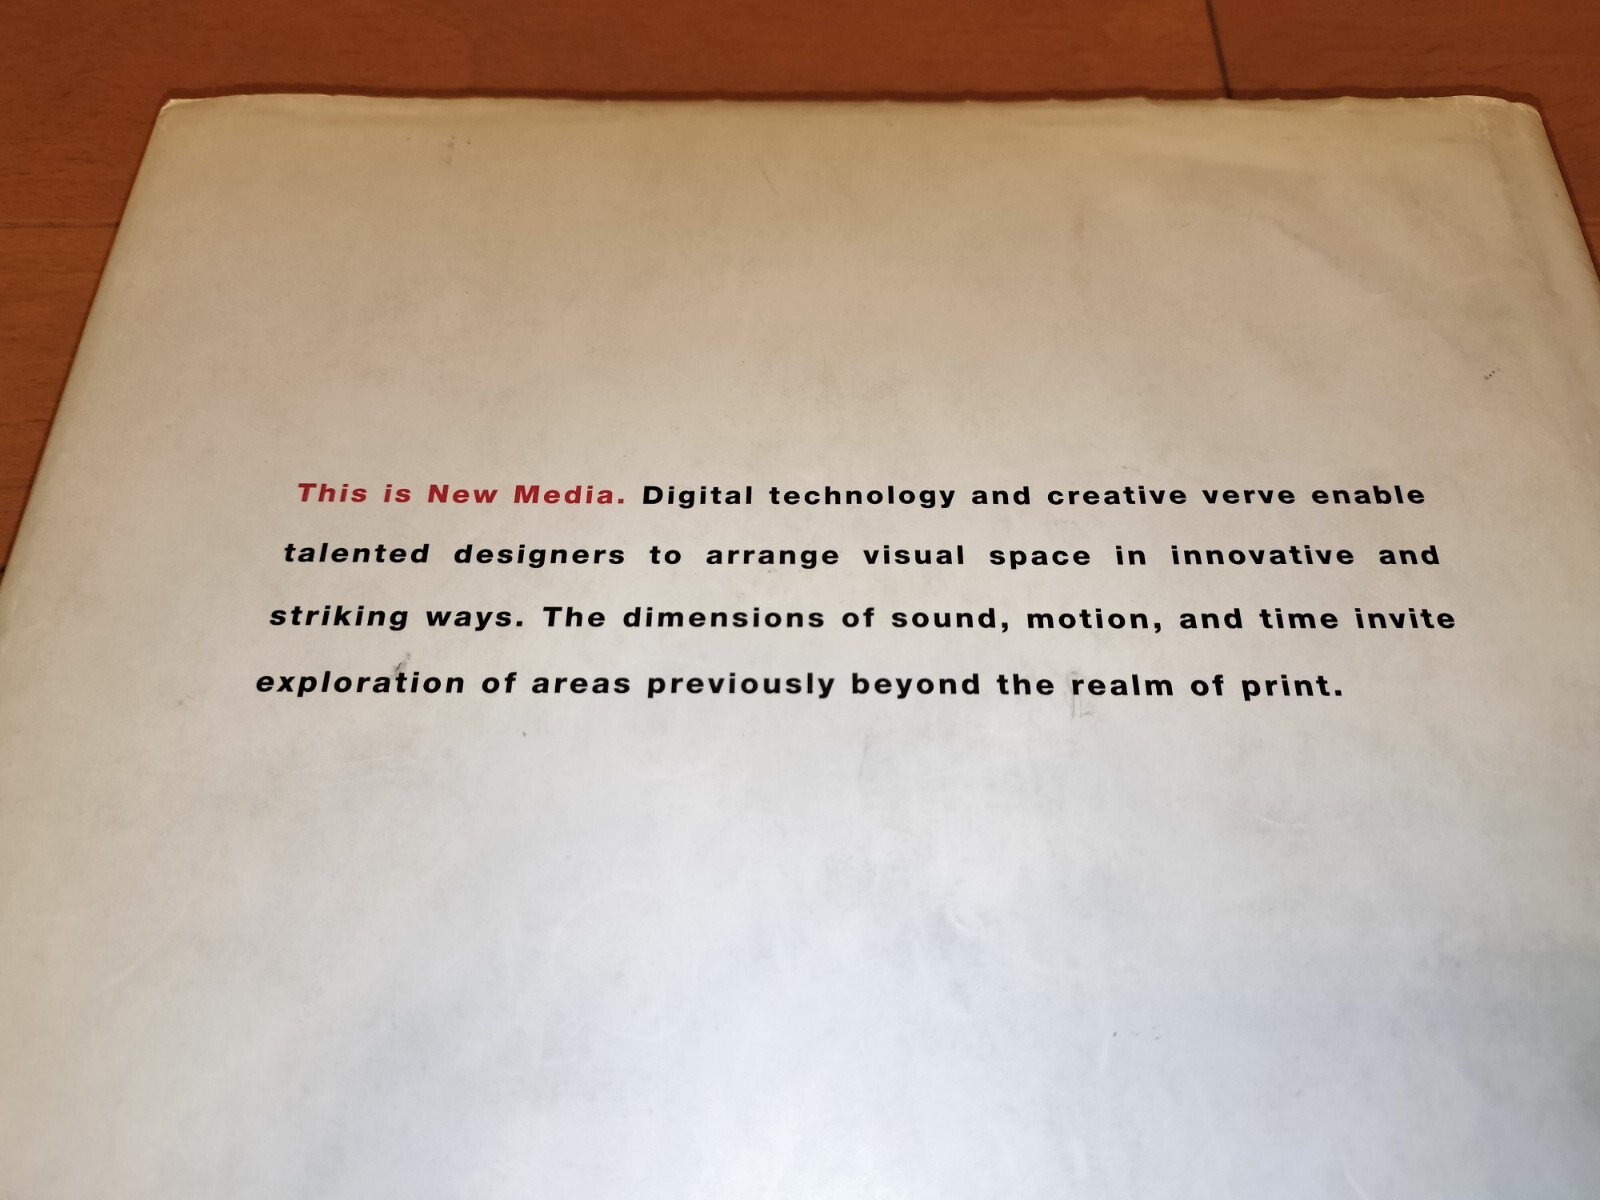 This is New Media. Digital technology and creative verve enable
talented designers to arrange visual space in innovative and
striking ways. The dimensions of sound, motion, and time invite
exploration of areas previously beyond the realm of print.